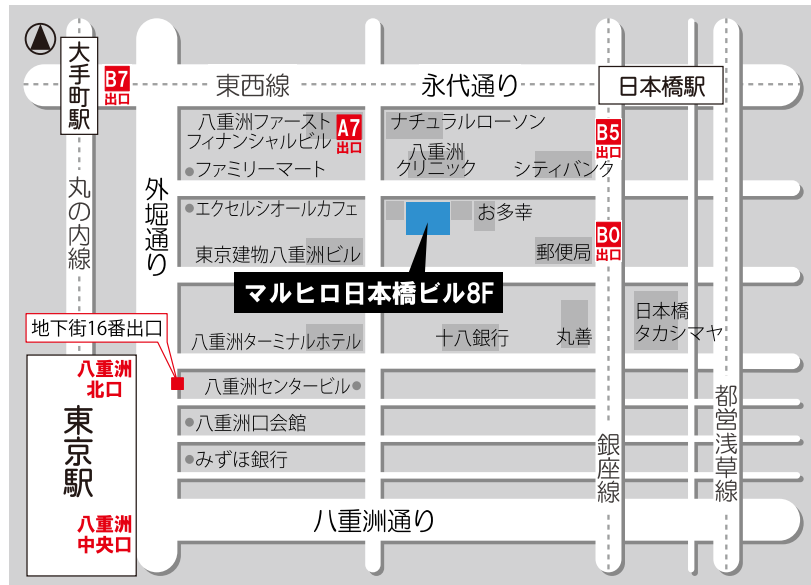 大手町駅
B7
出口
東西線
永代通り
日本橋駅
八重洲ファースト
フィナンシャルビル
A7
出口
ナチュラルローソン
B5
出口
八重洲
クリニック
シティバンク
ファミリーマート
丸の内線
外堀通り
エクセルシオールカフェ
お多幸
B0
出口
東京建物八重洲ビル
郵便局
マルヒロ日本橋ビル8F
地下街16番出口
八重洲ターミナルホテル
十八銀行
丸善
日本橋
タカシマヤ
八重洲
北口
八重洲センタービル
東京駅
八重洲口会館
みずほ銀行
銀座線
都営浅草線
八重洲
中央口
八重洲通り